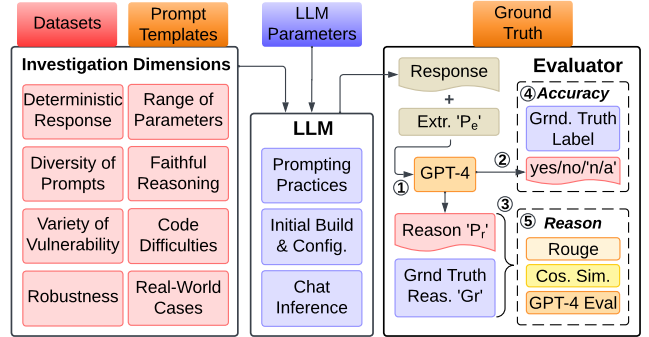 Datasets
Prompt
Templates
LLM
Parameters
Ground
Truth
Investigation Dimensions
Deterministic
Response
Range of
Parameters
Diversity of
Prompts
Faithful
Reasoning
Variety of
Vulnerability
Code
Difficulties
Robustness
Real-World
Cases
LLM
Prompting
Practices
Initial Build
& Config.
Chat
Inference
Evaluator
Response
+
Extr. 'Pe'
① GPT-4 ②
Reason 'Pr' ③
Grnd Truth
Reas. 'Gr'
④ Accuracy
Grnd. Truth
Label
yes/no/'n/a'
⑤ Reason
Rouge
Cos. Sim.
GPT-4 Eval